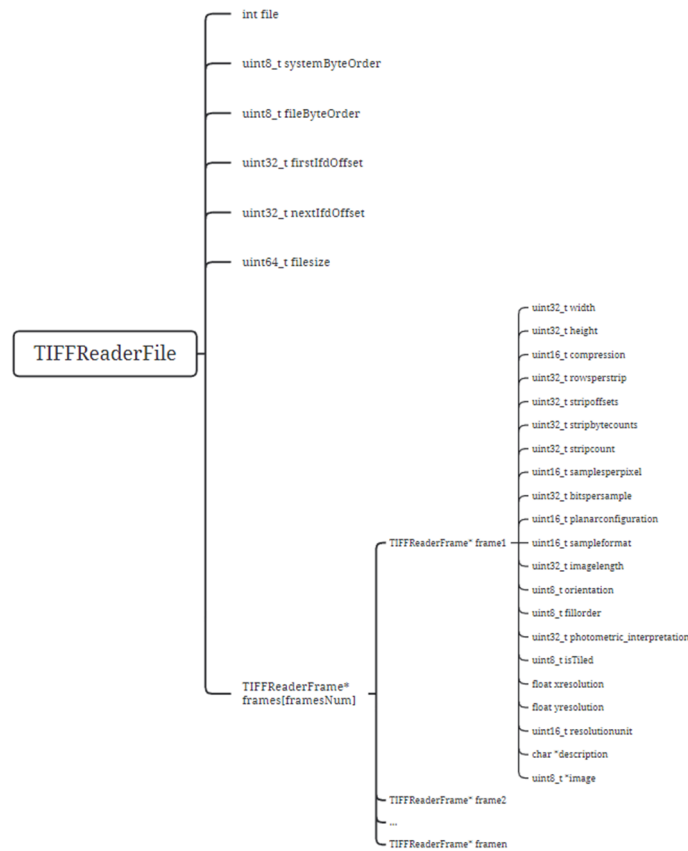 int file
uint8_t systemByteOrder
uint8_t fileByteOrder
uint32_t firstIfdOffset
uint32_t nextIfdOffset
uint64_t filesize
TIFFReaderFile
TIFFReaderFrame*
frames[framesNum]
TIFFReaderFrame* frame1
uint32_t width
uint32_t height
uint16_t compression
uint32_t rowsperstrip
uint32_t stripoffsets
uint32_t stripbytecounts
uint32_t stripcount
uint16_t samplesperpixel
uint32_t bitspersample
uint16_t planarconfiguration
uint16_t sampleformat
uint32_t imagelength
uint8_t orientation
uint8_t fillorder
uint32_t photometric_interpretation
uint8_t isTiled
float xresolution
float yresolution
uint16_t resolutionunit
char *description
uint8_t *image
TIFFReaderFrame* frame2
...
TIFFReaderFrame* framen